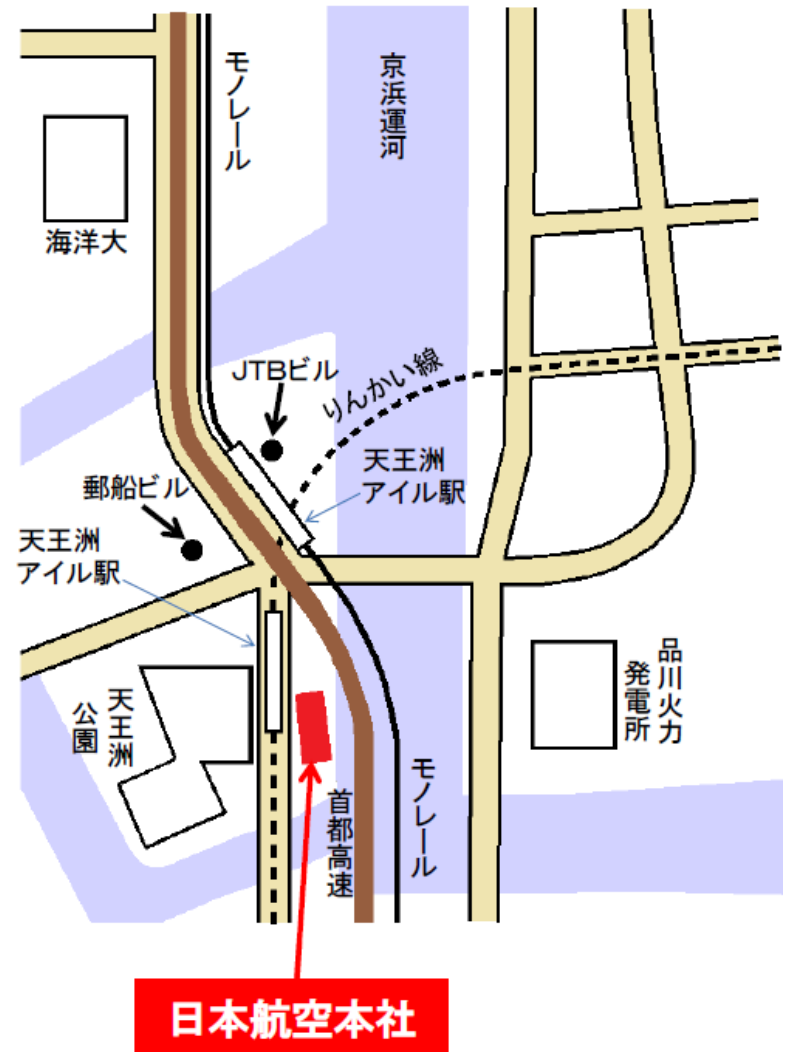 モノレール
京浜運河
海洋大
JTBビル
りんかい線
天王洲
アイル駅
郵船ビル
天王洲
アイル駅
品川火力
発電所
天王洲
公園
モノレール
首都高速
日本航空本社